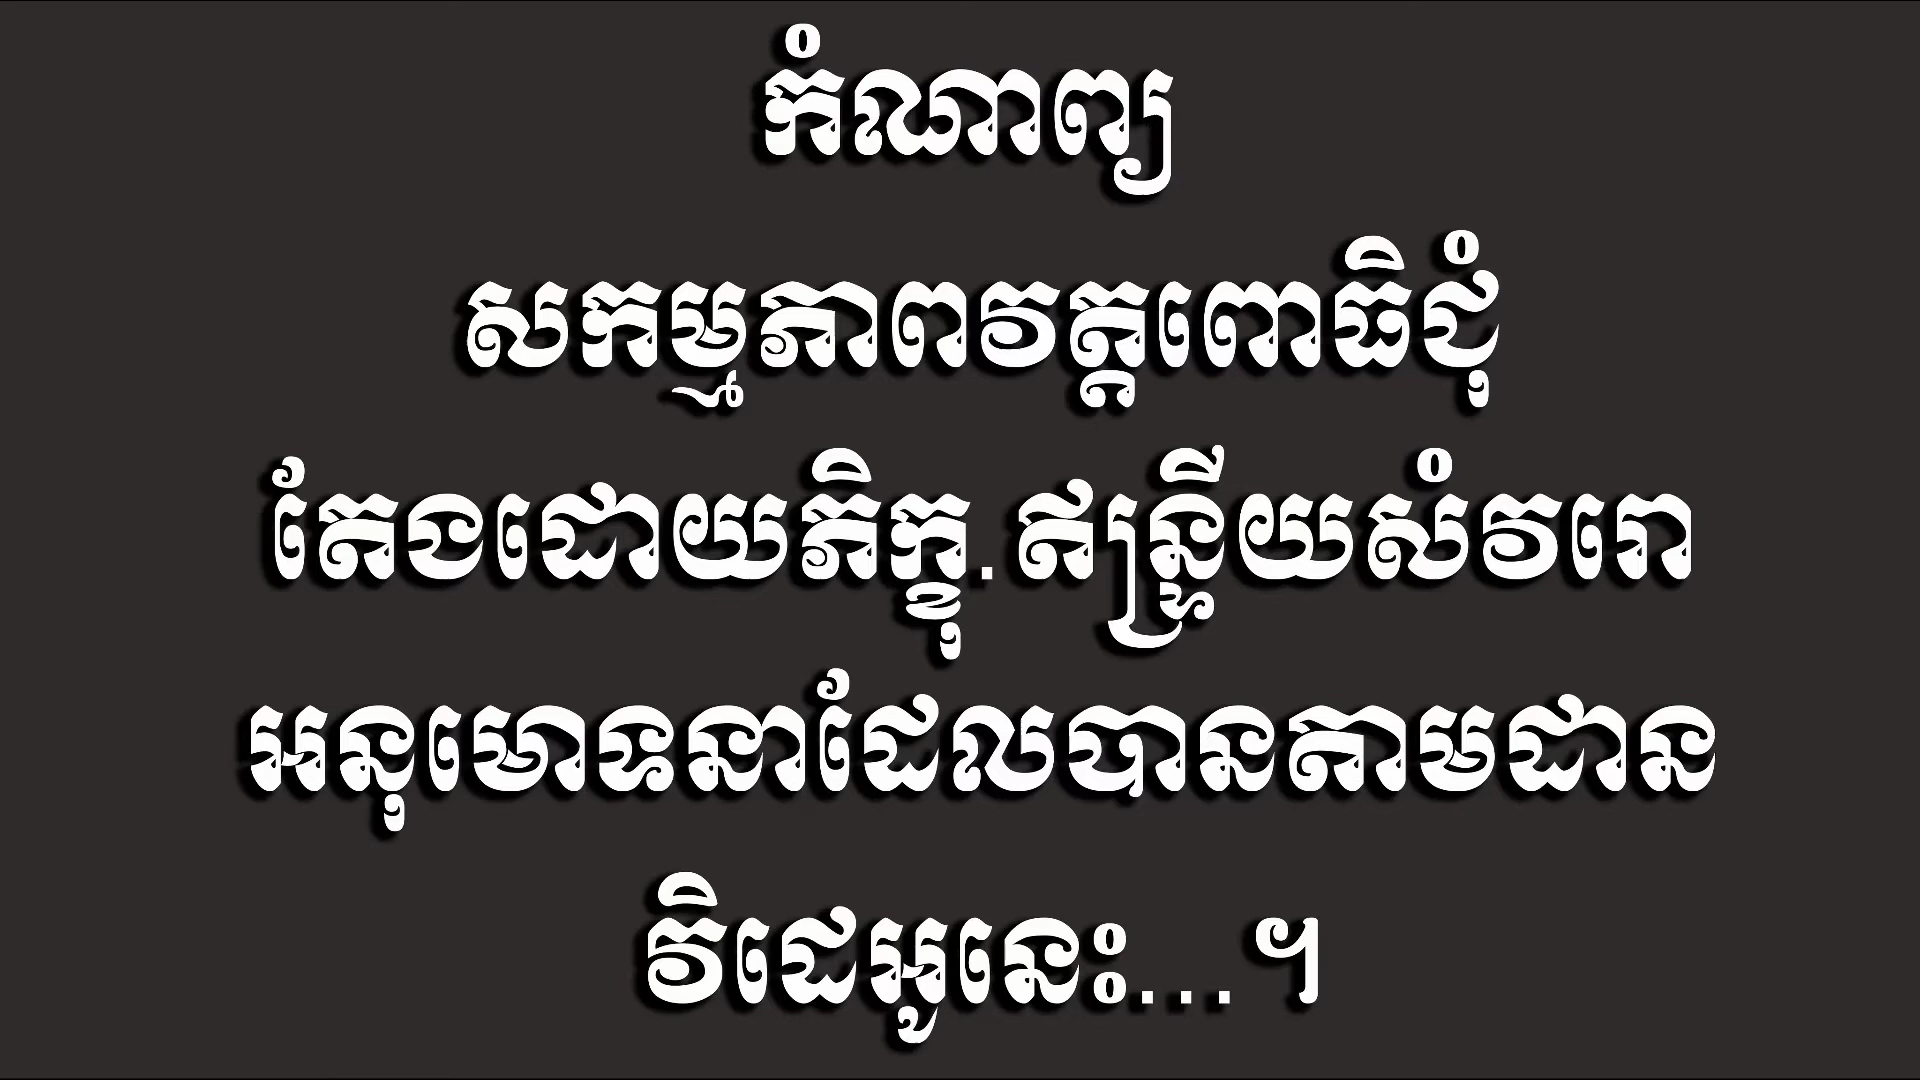 កំណាព្យ
សកម្មភាពវត្តពោធិជុំ
តែងដោយភិក្ខុ.ឥន្ទ្រីយសំវរោ
អនុមោទនាដែលបានតាមដាន
វិដេអូនេះ...។